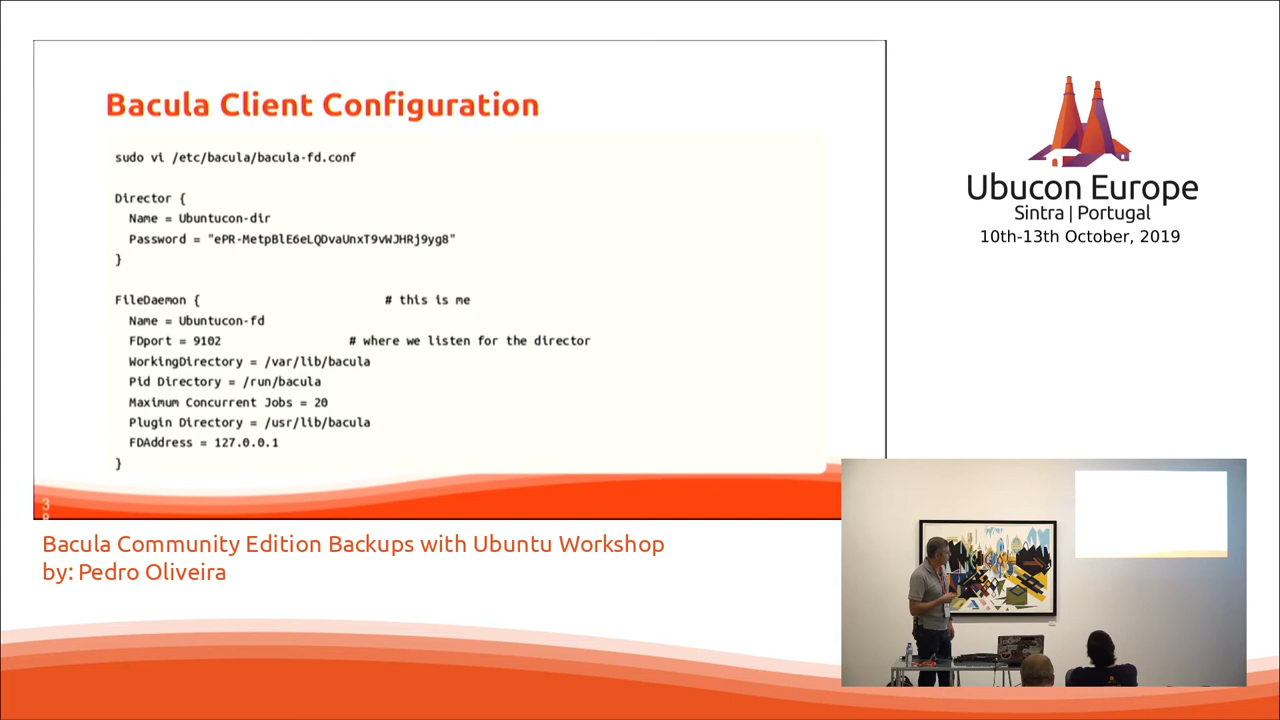 Bacula Client Configuration
sudo vi /etc/bacula/bacula-fd.conf
Director {
Name = Ubuntucon-dir
Password = "ePR-MetpBlE6eLQDvaUnxT9vWJHRj9yg8"
}
FileDaemon { # this is me
Name = Ubuntucon-fd
FDport = 9102 # where we listen for the director
WorkingDirectory = /var/lib/bacula
Pid Directory = /run/bacula
Maximum Concurrent Jobs = 20
Plugin Directory = /usr/lib/bacula
FDAddress = 127.0.0.1
}
Bacula Community Edition Backups with Ubuntu Workshop
by: Pedro Oliveira
Ubucon Europe
Sintra | Portugal
10th-13th October, 2019